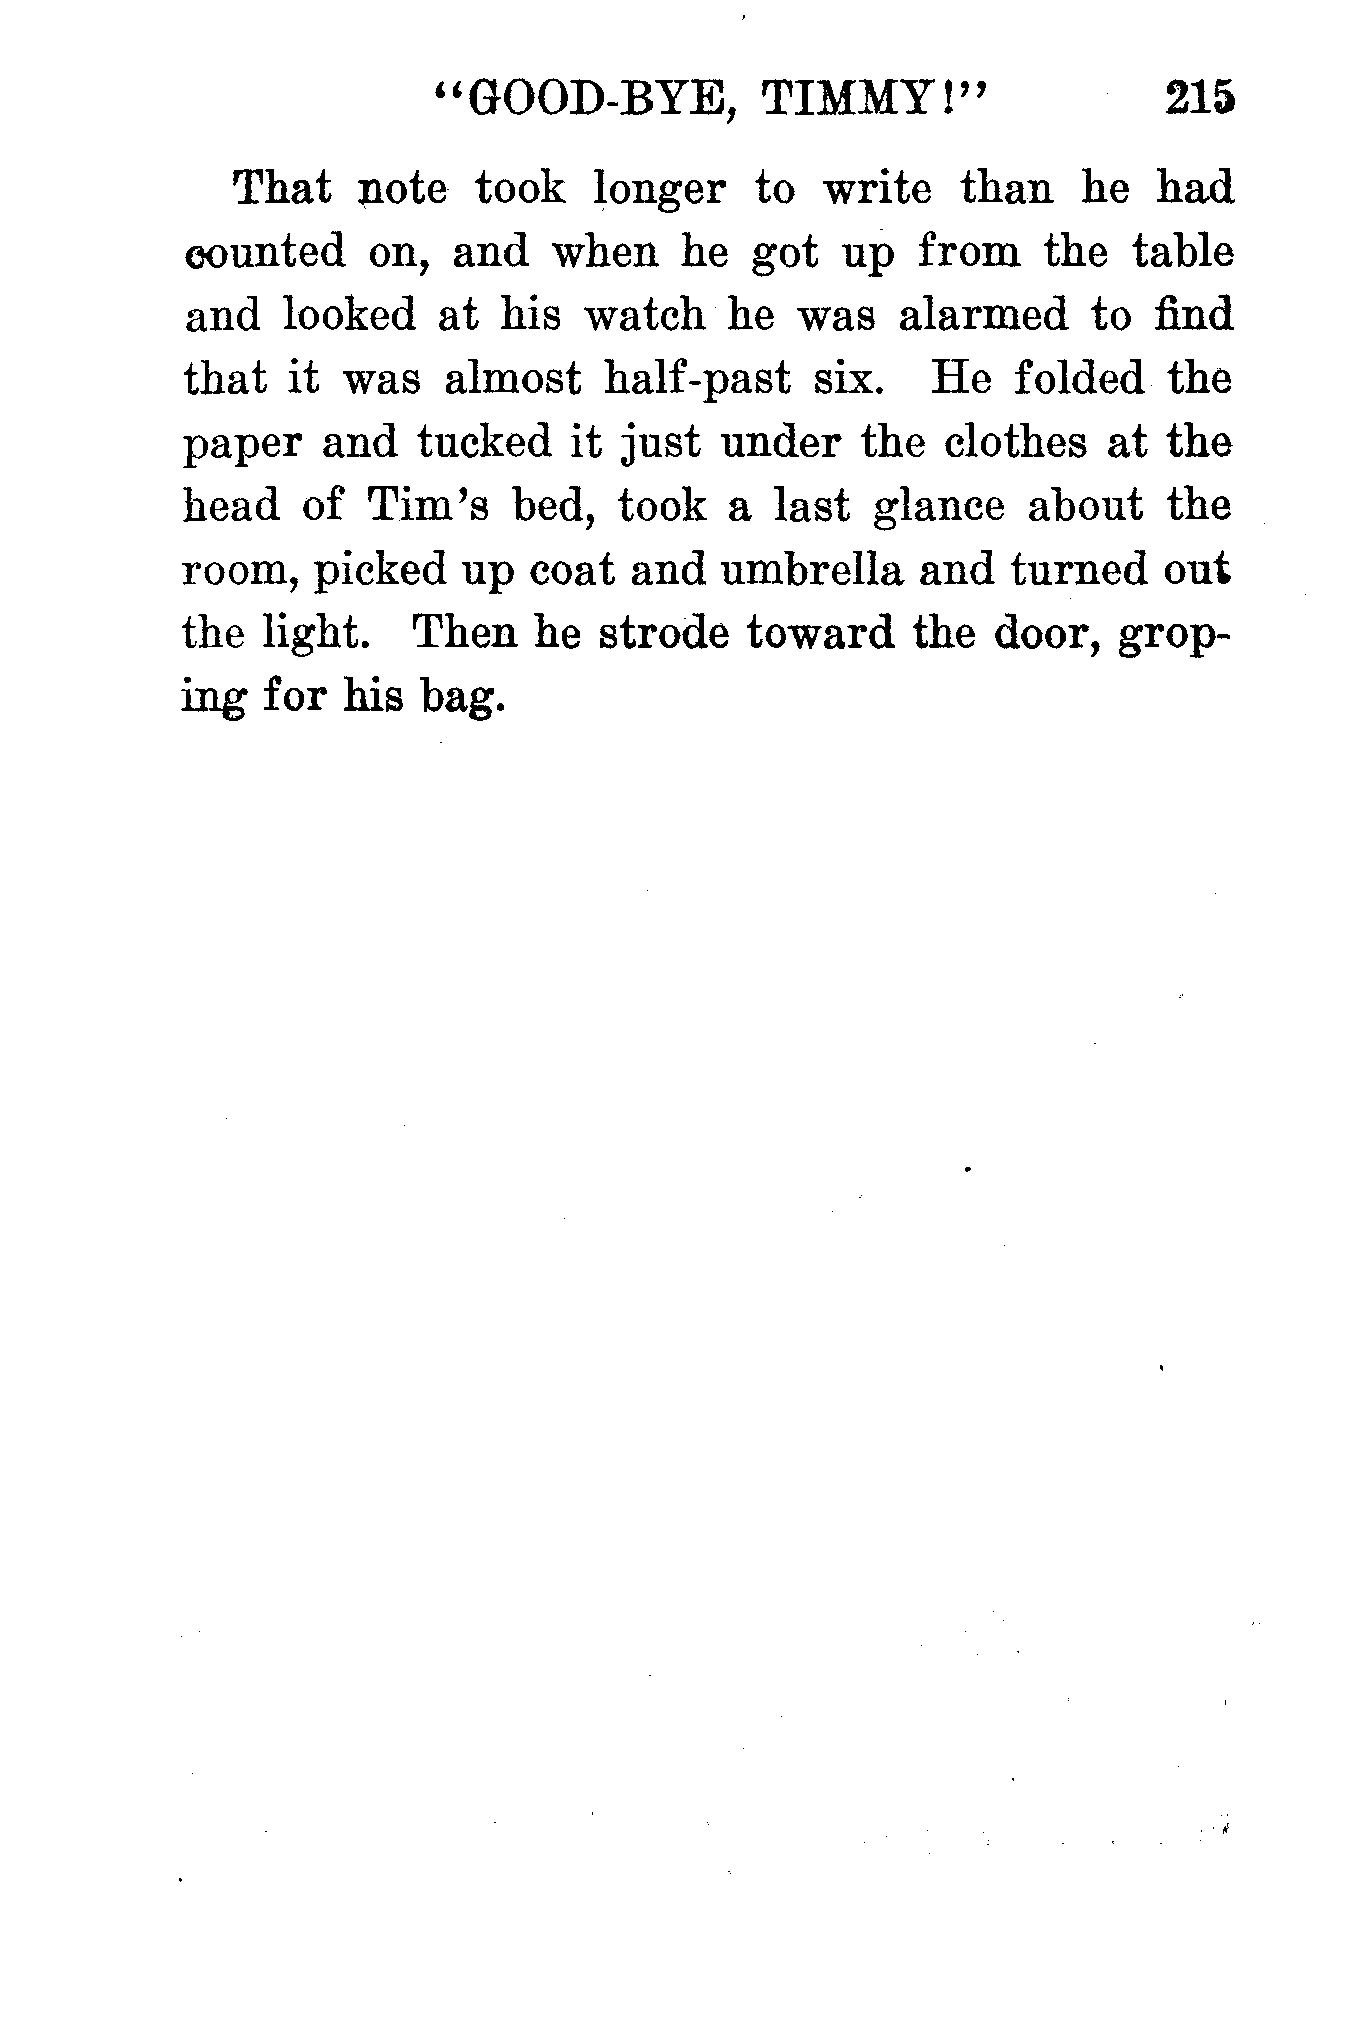 "GOOD-BYE, TIMMY!" 215
That note took longer to write than he had
counted on, and when he got up from the table
and looked at his watch he was alarmed to find
that it was almost half-past six. He folded the
paper and tucked it just under the clothes at the
head of Tim's bed, took a last glance about the
room, picked up coat and umbrella and turned out
the light. Then he strode toward the door, grop-
ing for his bag.